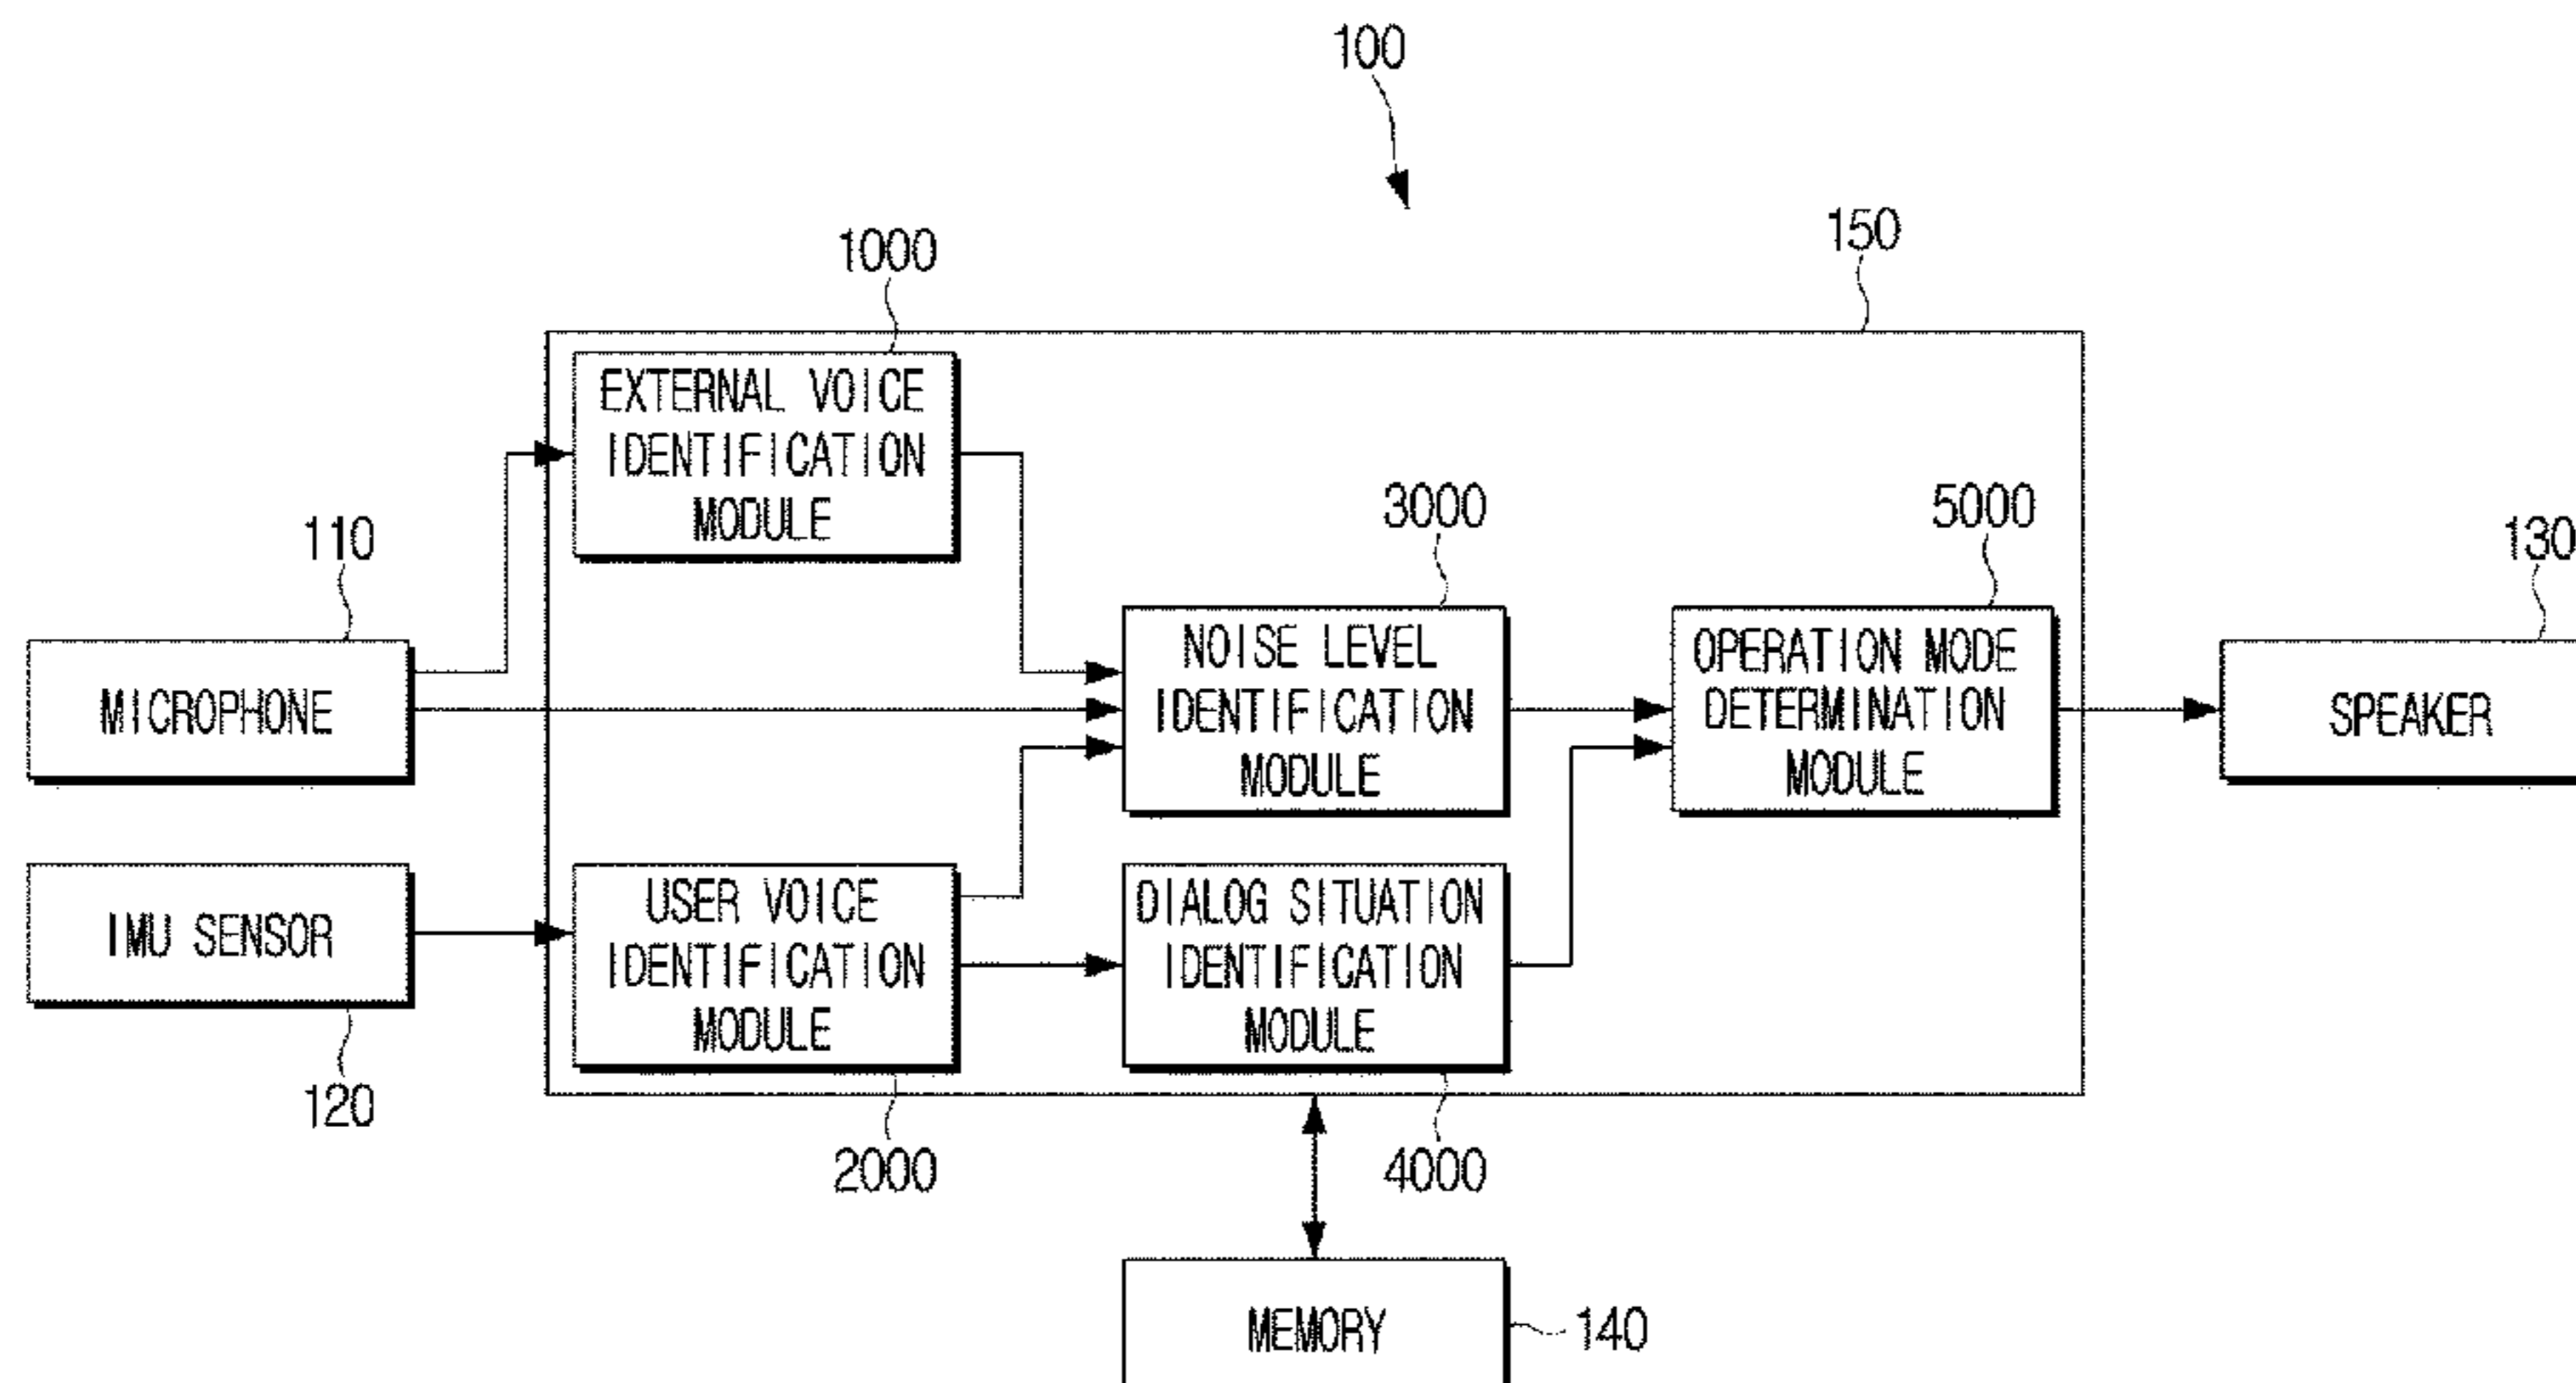 100
150
1000
EXTERNAL VOICE
IDENTIFICATION
MODULE
110
MICROPHONE
3000
NOISE LEVEL
IDENTIFICATION
MODULE
5000
OPERATION MODE
DETERMINATION
MODULE
130
SPEAKER
IMU SENSOR
120
USER VOICE
IDENTIFICATION
MODULE
2000
DIALOG SITUATION
IDENTIFICATION
MODULE
4000
MEMORY
140